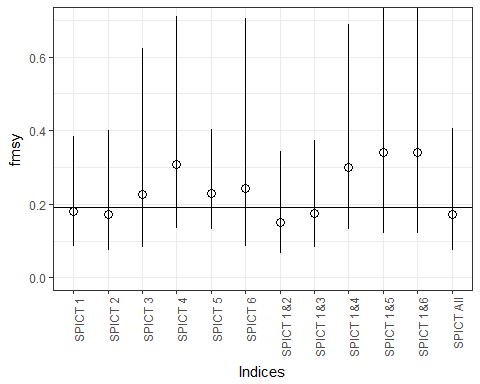 0.6
0.4
0.2
0.0
fmsy
SPICT 1
SPICT 2
SPICT 3
SPICT 4
SPICT 5
SPICT 6
SPICT 1&2
SPICT 1&3
SPICT 1&4
SPICT 1&5
SPICT 1&6
SPICT All
Indices